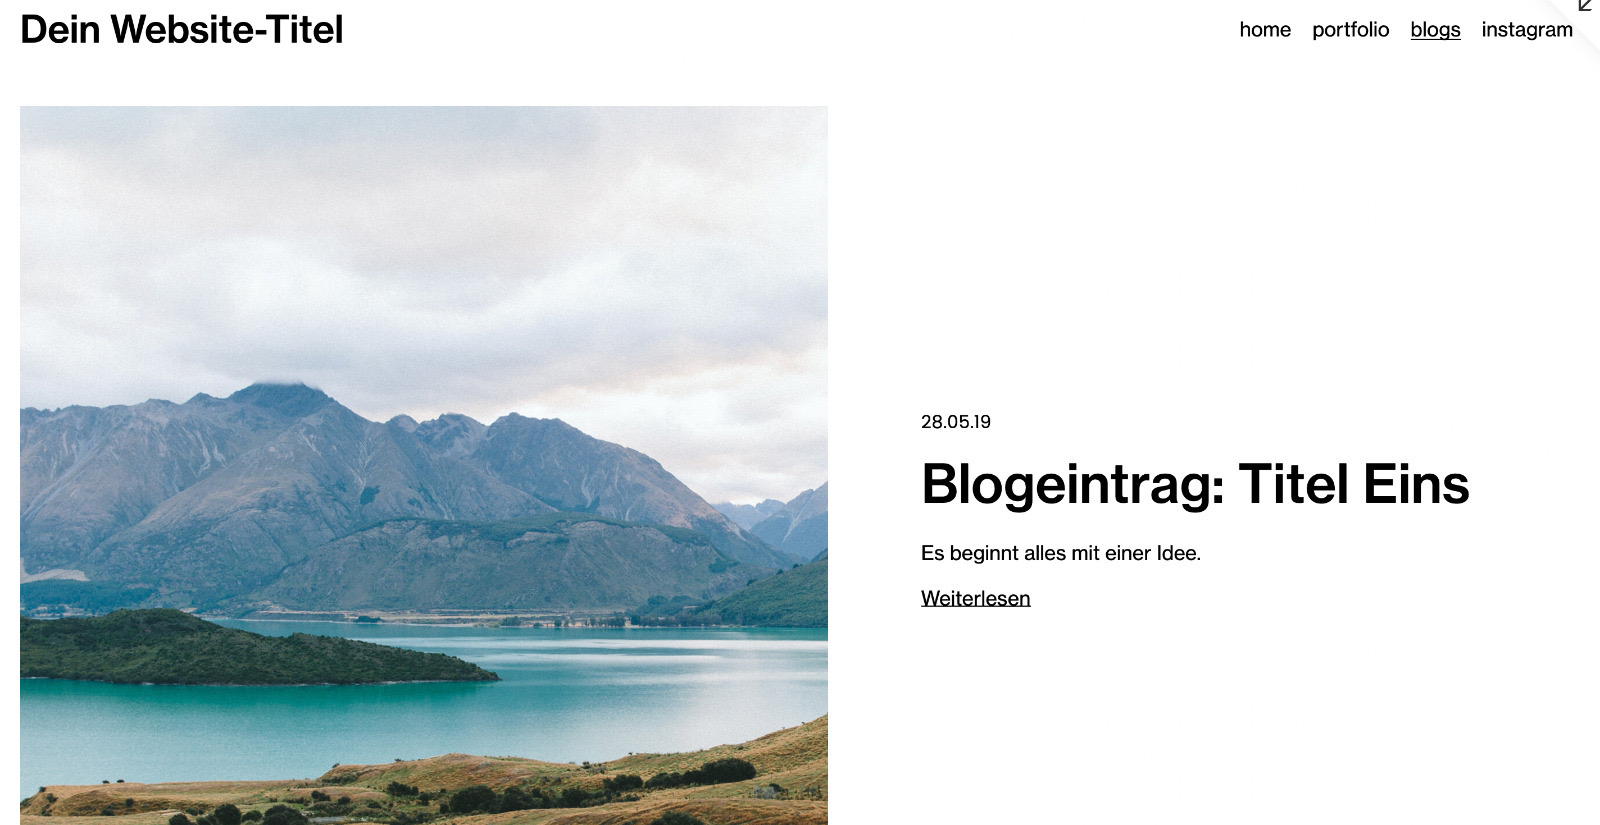 Dein Website-Titel
home portfolio blogs instagram
28.05.19
Blogeintrag: Titel Eins
Es beginnt alles mit einer Idee.
Weiterlesen